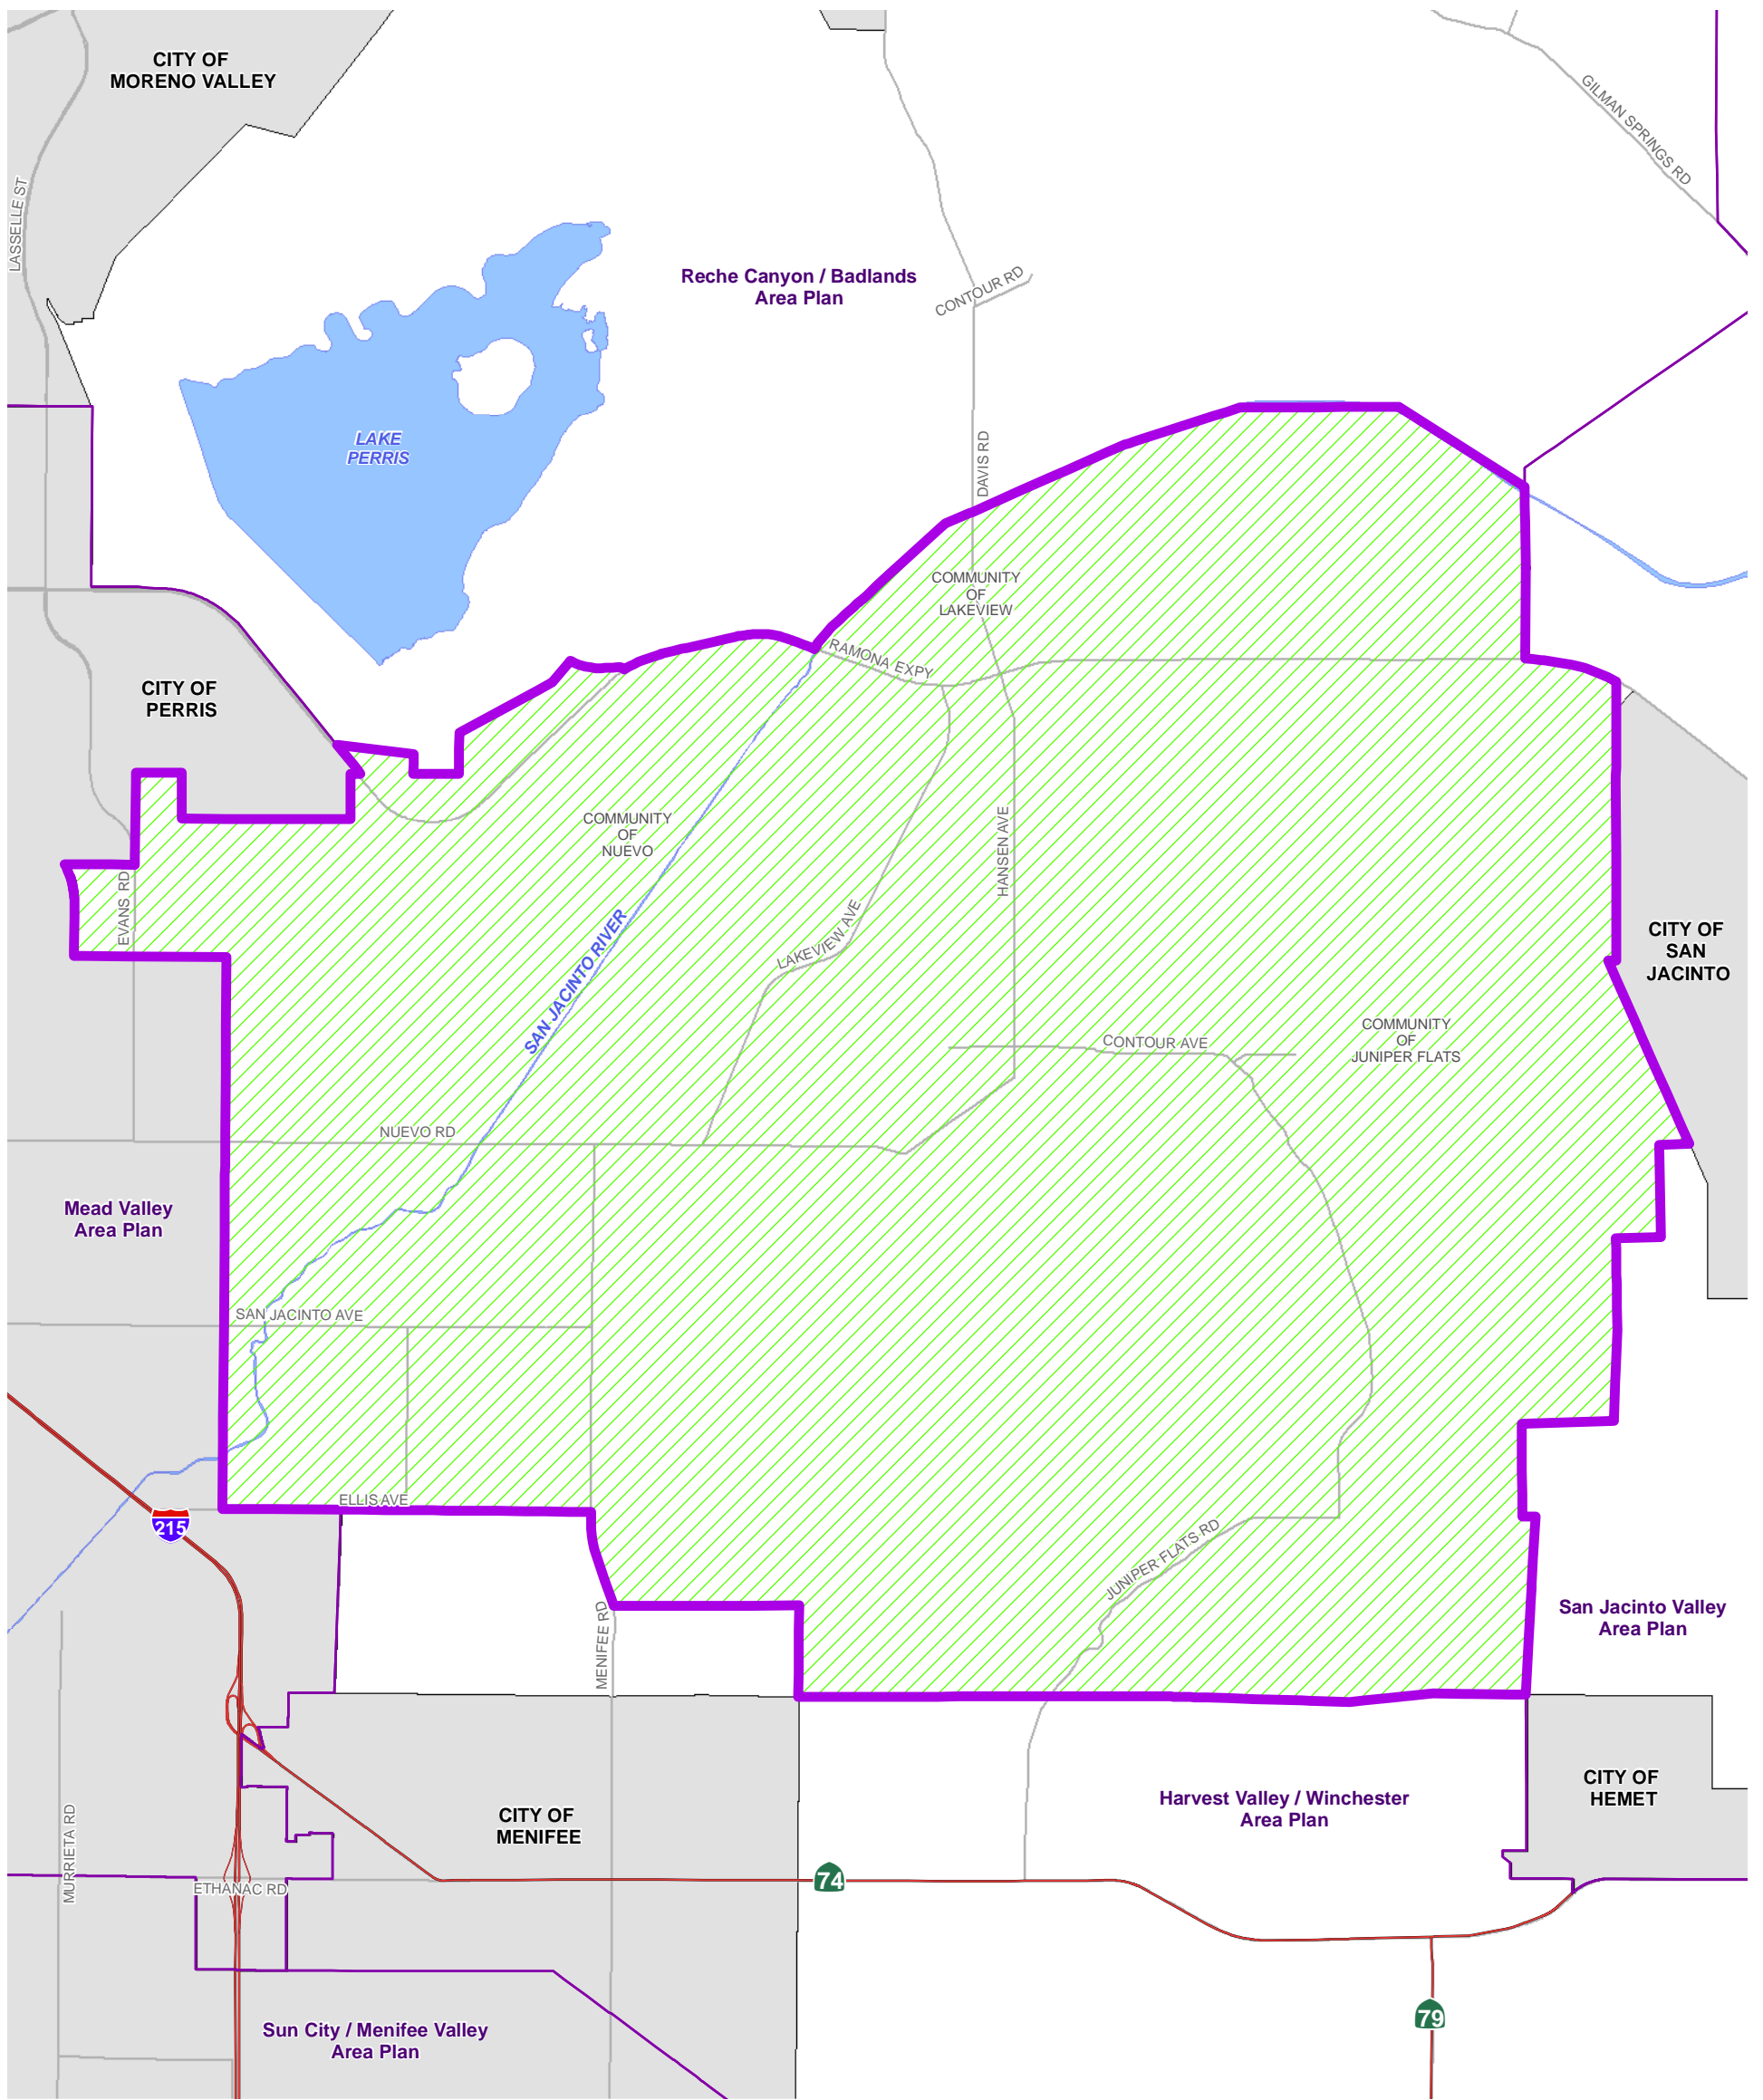 CITY OF
MORENO VALLEY
GILMAN SPRINGS RD
LASSELLE ST
Reche Canyon / Badlands
Area Plan
CONTOUR RD
LAKE
PERRIS
DAVIS RD
COMMUNITY
OF
LAKEVIEW
RAMONA EXPY
CITY OF
PERRIS
COMMUNITY
OF
NUEVO
HANSEN AVE
EVANS RD
LAKEVIEW AVE
SAN JACINTO RIVER
CITY OF
SAN
JACINTO
COMMUNITY
OF
JUNIPER FLATS
CONTOUR AVE
NUEVO RD
Mead Valley
Area Plan
SAN JACINTO AVE
ELLIS AVE
215
JUNIPER FLATS RD
MENIFEE RD
San Jacinto Valley
Area Plan
CITY OF
HEMET
Harvest Valley / Winchester
Area Plan
CITY OF
MENIFEE
MURRIETA RD
ETHANAC RD
74
79
Sun City / Menifee Valley
Area Plan